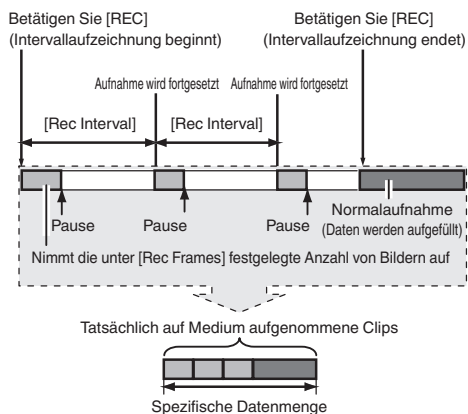 Betätigen Sie [REC]
(Intervallaufzeichnung beginnt)
Betätigen Sie [REC]
(Intervallaufzeichnung endet)
Aufnahme wird fortgesetzt
Aufnahme wird fortgesetzt
[Rec Interval]
[Rec Interval]
Pause
Pause
Pause
Normalaufnahme
(Daten werden aufgefüllt)
Nimmt die unter [Rec Frames] festgelegte Anzahl von Bildern auf
Tatsächlich auf Medium aufgenommene Clips
Spezifische Datenmenge